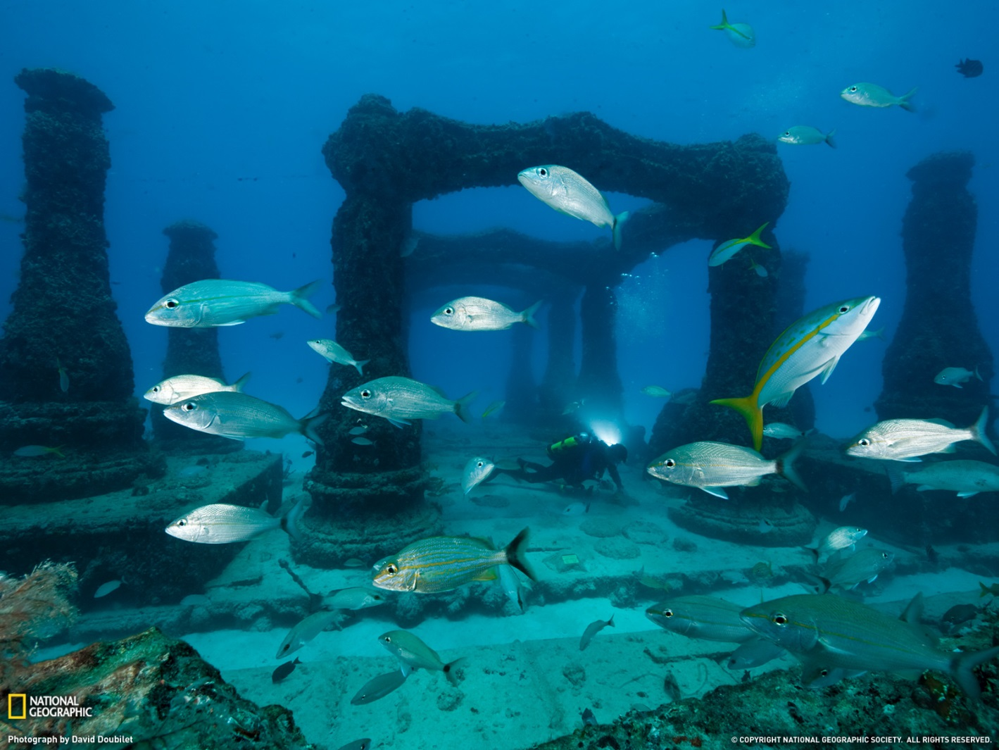 NATIONAL
GEOGRAPHIC
Photograph by David Doubilet
© COPYRIGHT NATIONAL GEOGRAPHIC SOCIETY. ALL RIGHTS RESERVED.